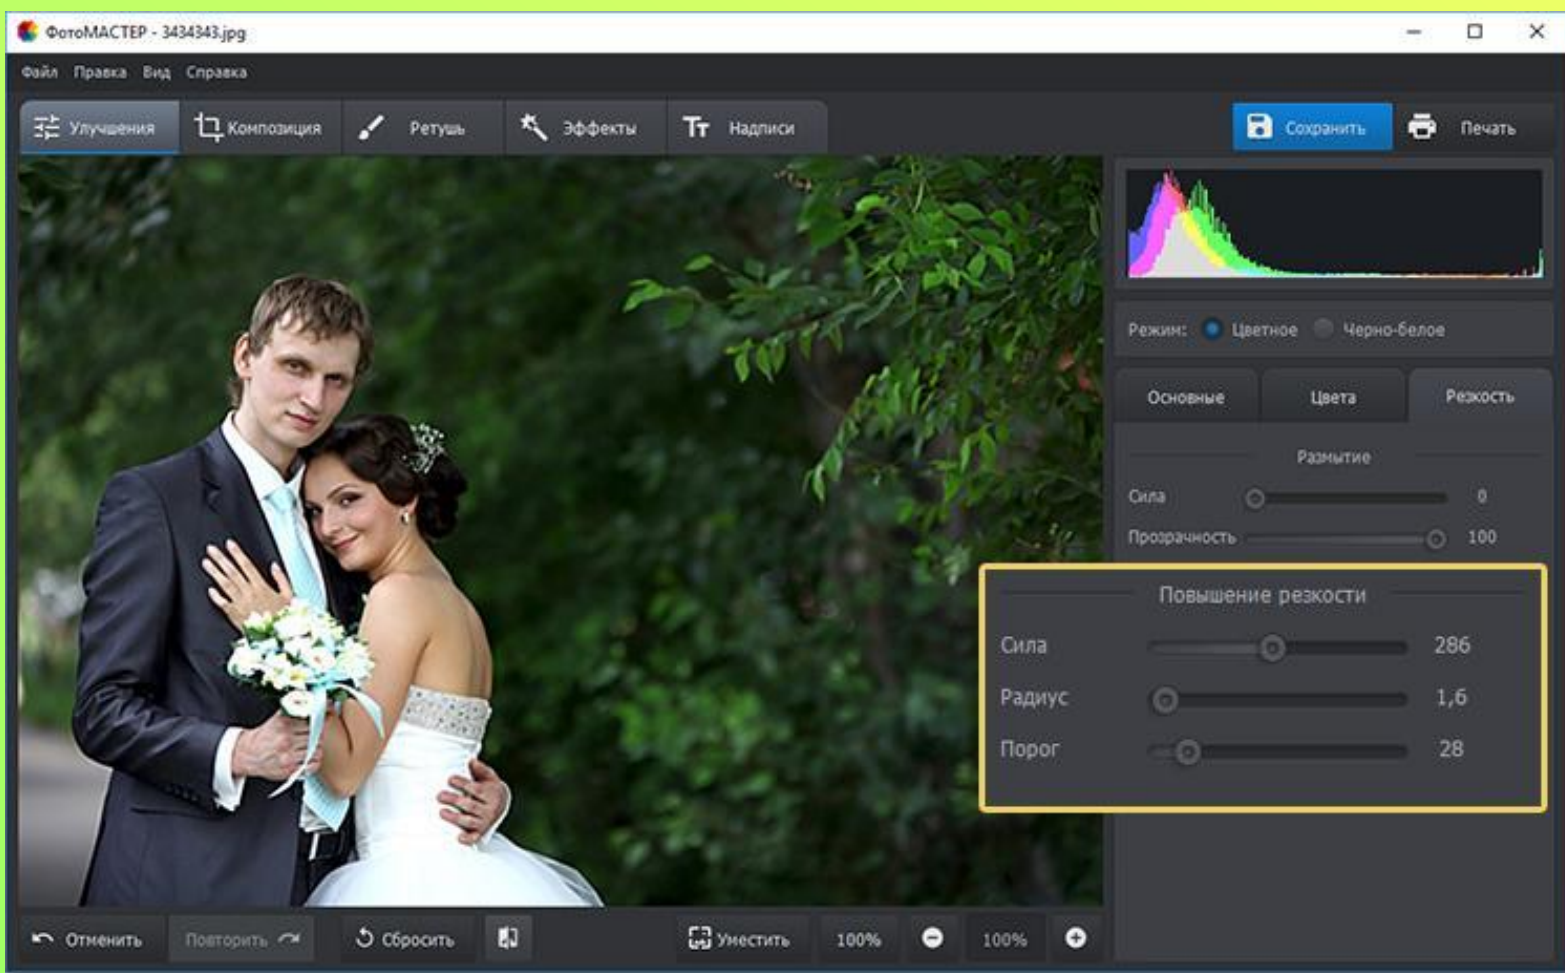 ФотоМАСТЕР - 3434343.jpg
Файл Правка Вид Справка
Улучшения Композиция Ретушь Эффекты Тт Надписи Сохранить Печать
Режим: Цветное Черно-белое
Основные Цвета Резкость
Размытие
Сила 0
Прозрачность 100
Повышение резкости
Сила 286
Радиус 1,6
Порог 28
Отменить Повторить Сбросить Уместить 100% 100%